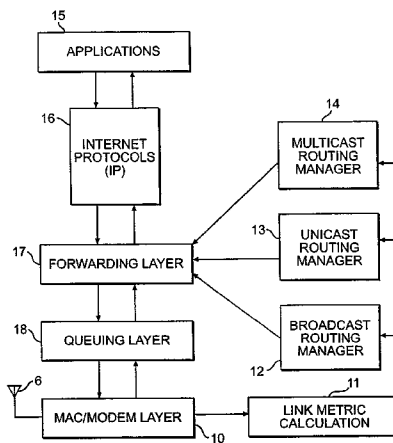 15
APPLICATIONS
16
INTERNET
PROTOCOLS
(IP)
14
MULTICAST
ROUTING
MANAGER
13
UNICAST
ROUTING
MANAGER
17
FORWARDING LAYER
18
QUEUING LAYER
BROADCAST
ROUTING
MANAGER
12
6
MAC/MODEM LAYER
10
11
LINK METRIC
CALCULATION